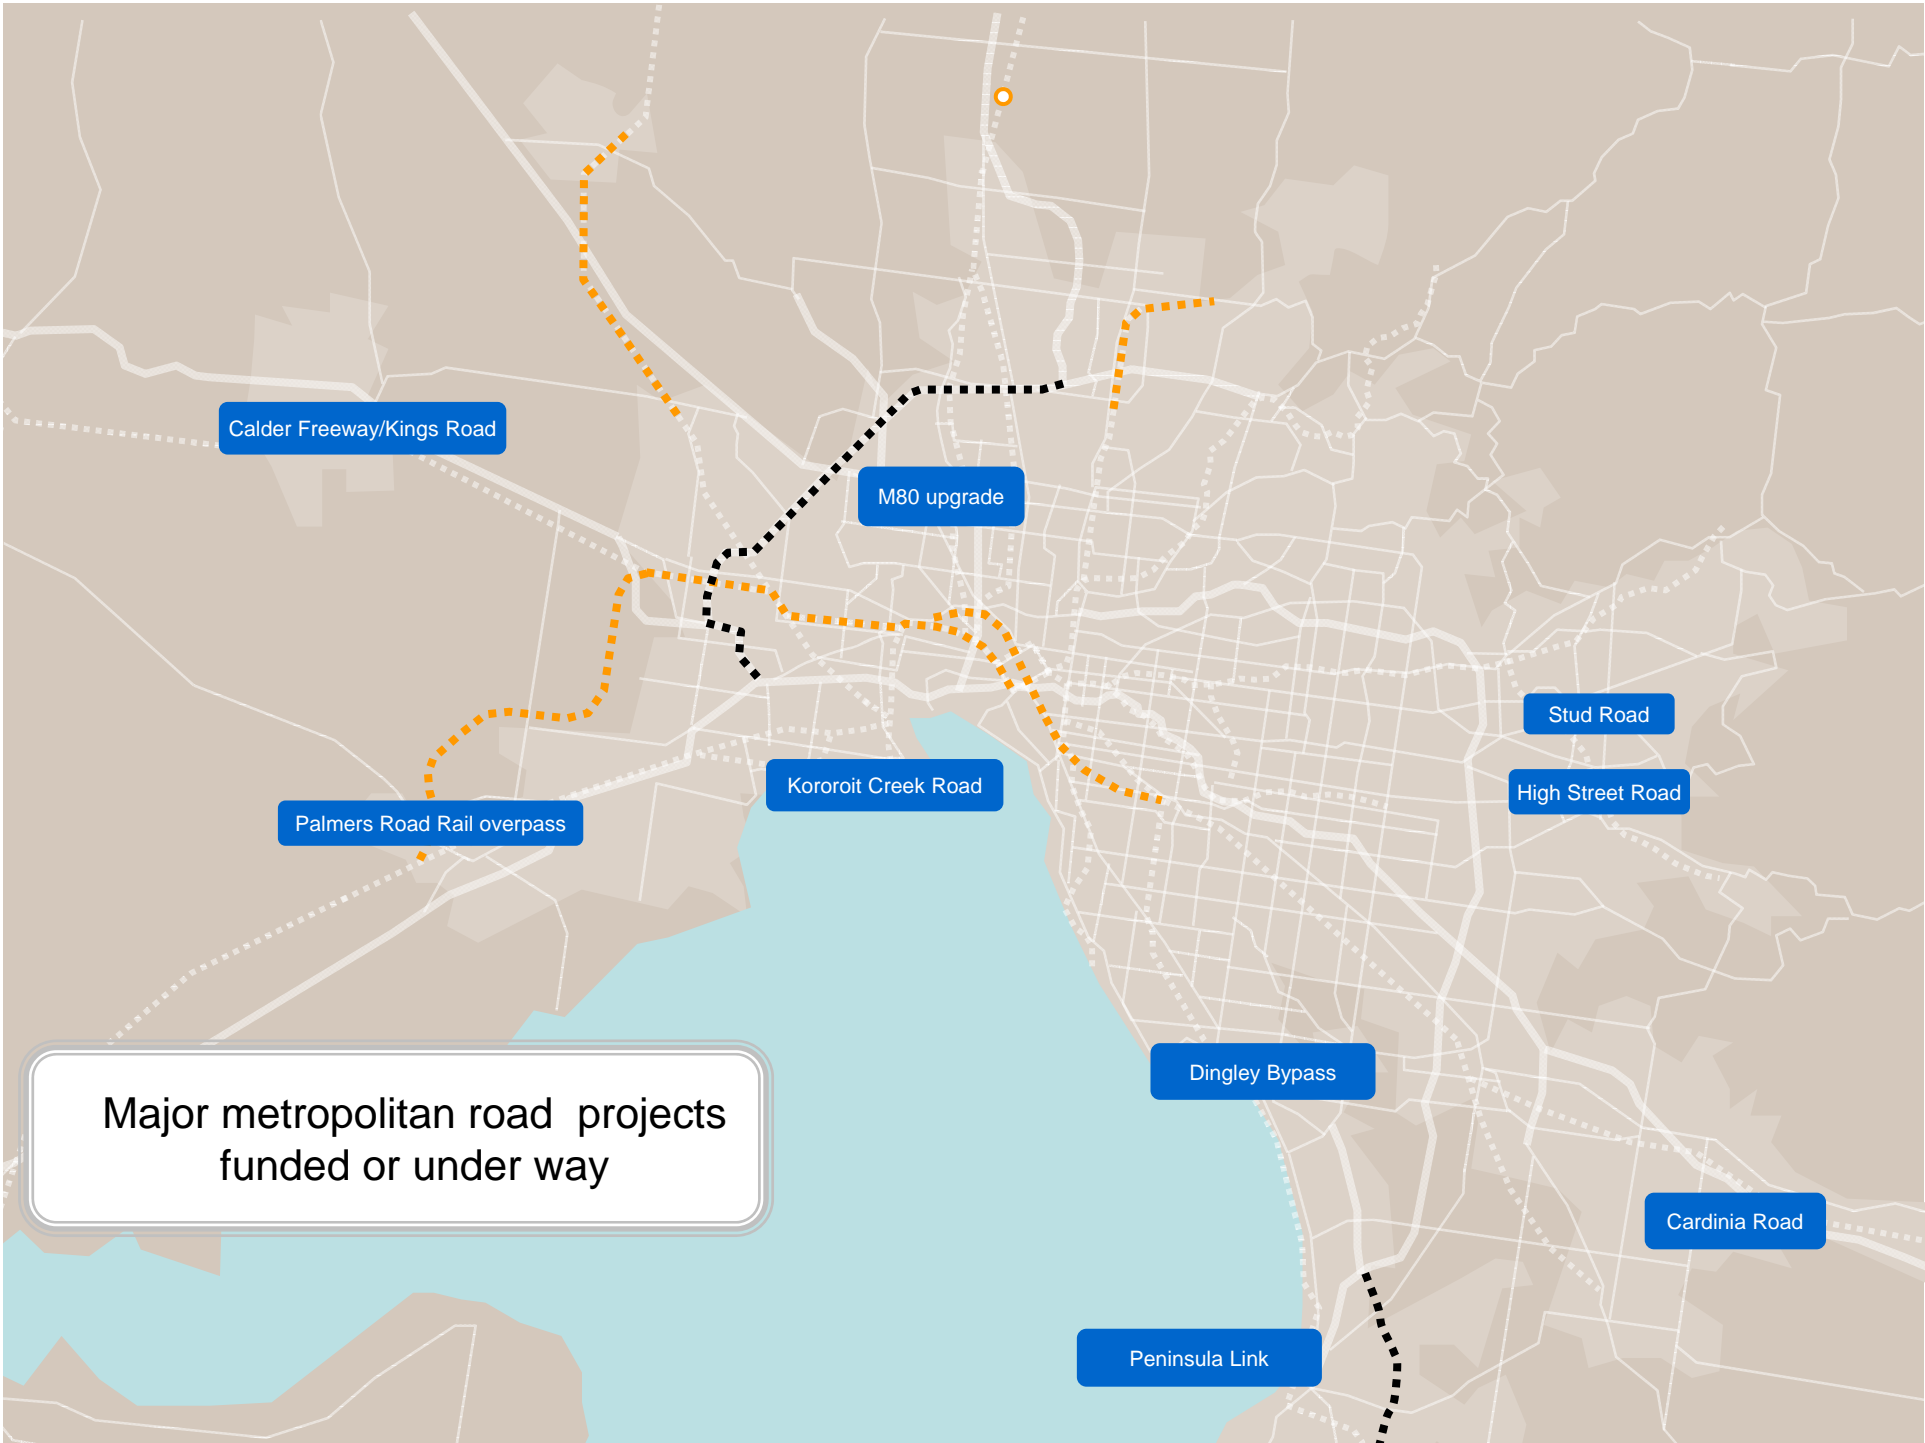 Calder Freeway/Kings Road
M80 upgrade
Stud Road
Kororoit Creek Road
High Street Road
Palmers Road Rail overpass
Dingley Bypass
Major metropolitan road projects
funded or under way
Cardinia Road
Peninsula Link